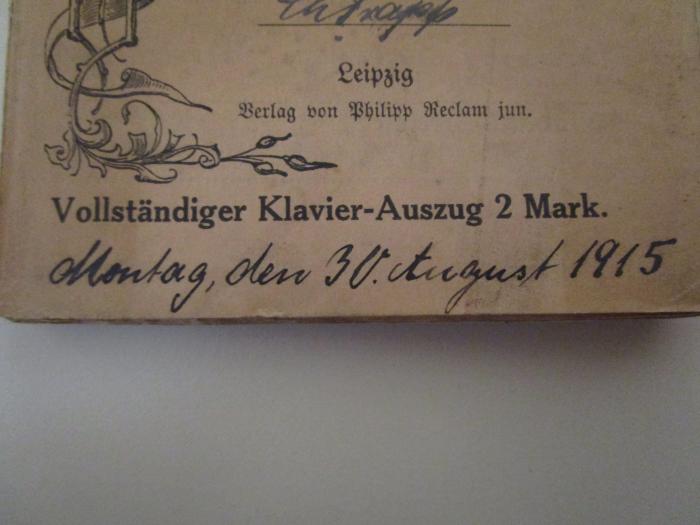 Leipzig
Verlag von Philipp Reclam jun.
Vollständiger Klavier-Auszug 2 Mark.
Montag, den 30. August 1915